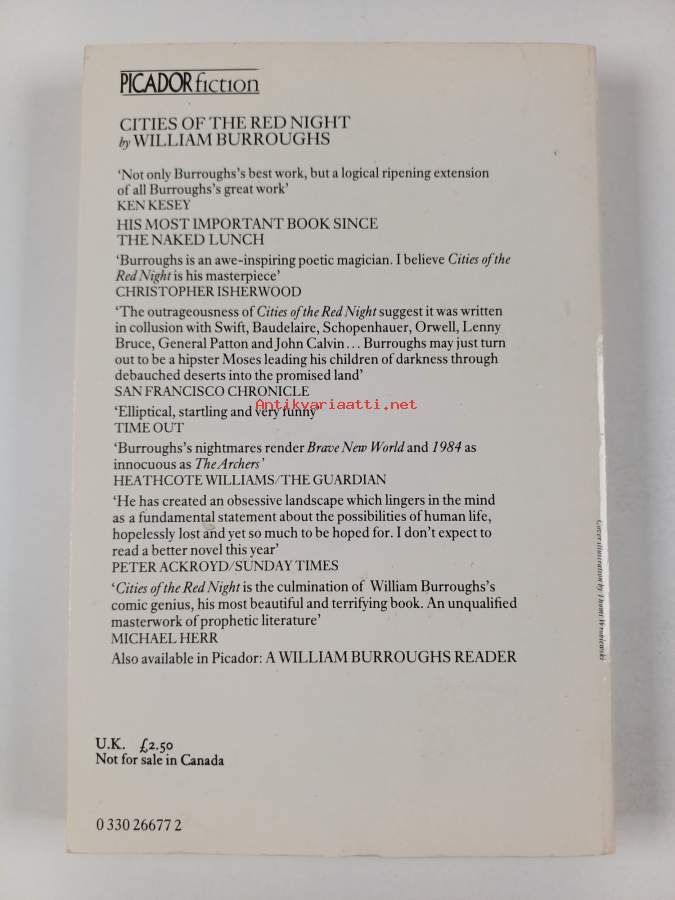 PICADOR fiction
CITIES OF THE RED NIGHT
by WILLIAM BURROUGHS
'Not only Burroughs's best work, but a logical ripening extension
of all Burroughs's great work'
KEN KESEY
HIS MOST IMPORTANT BOOK SINCE
THE NAKED LUNCH
'Burroughs is an awe-inspiring poetic magician. I believe Cities of the
Red Night is his masterpiece'
CHRISTOPHER ISHERWOOD
'The outrageousness of Cities of the Red Night suggest it was written
in collusion with Swift, Baudelaire, Schopenhauer, Orwell, Lenny
Bruce, General Patton and John Calvin... Burroughs may just turn
out to be a hipster Moses leading his children of darkness through
debauched deserts into the promised land'
SAN FRANCISCO CHRONICLE
Antikvariaatti.net
'Elliptical, startling and very funny'
TIME OUT
'Burroughs's nightmares render Brave New World and 1984 as
innocuous as The Archers'
HEATHCOTE WILLIAMS/THE GUARDIAN
'He has created an obsessive landscape which lingers in the mind
as a fundamental statement about the possibilities of human life,
hopelessly lost and yet so much to be hoped for. I don't expect to
read a better novel this year'
PETER ACKROYD/SUNDAY TIMES
'Cities of the Red Night is the culmination of William Burroughs's
comic genius, his most beautiful and terrifying book. An unqualified
masterwork of prophetic literature'
MICHAEL HERR
Also available in Picador: A WILLIAM BURROUGHS READER
U.K. £2.50
Not for sale in Canada
0 330 26677 2
Cover illustration by